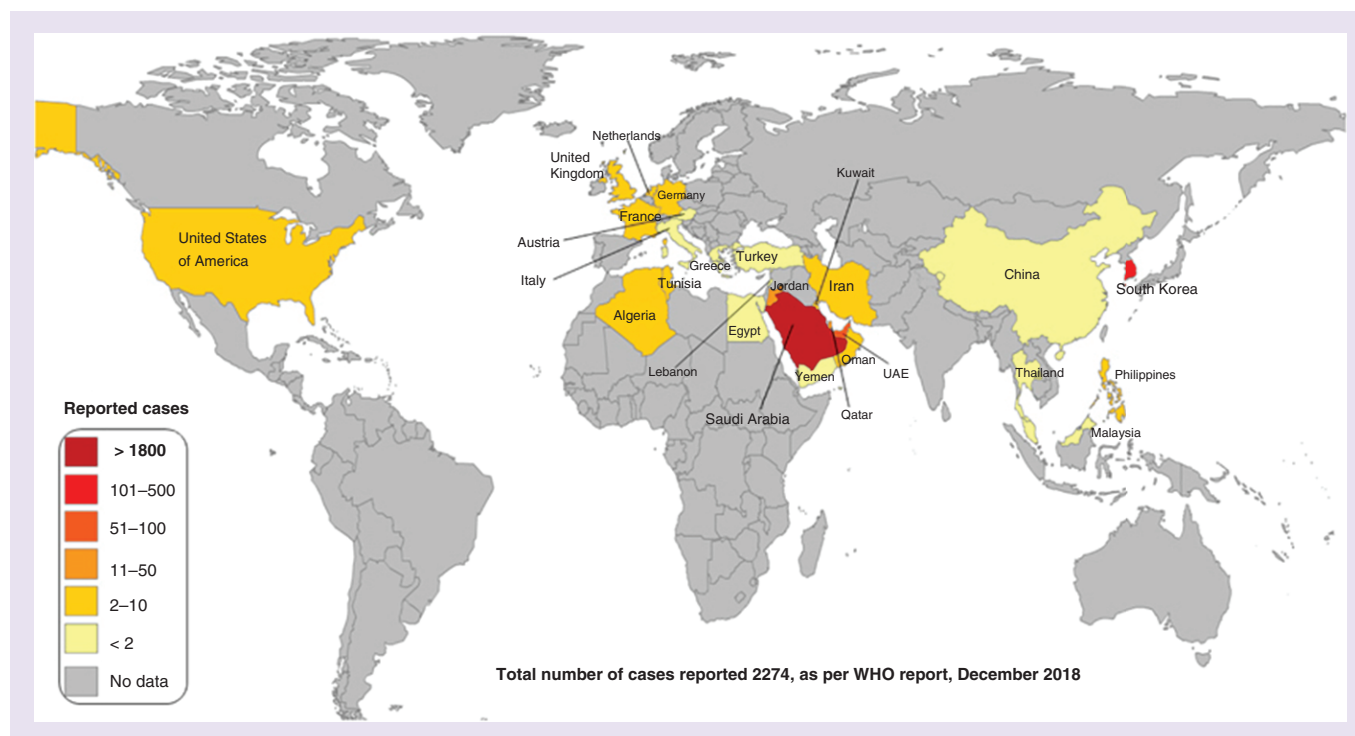 Netherlands
United
Kingdom
Germany
France
Austria
Italy
Greece
Turkey
Tunisia
Algeria
Egypt
Lebanon
Jordan
Kuwait
Iran
Oman
UAE
Yemen
Qatar
Saudi Arabia
China
South Korea
Thailand
Philippines
Malaysia
United States
of America
Reported cases
> 1800
101–500
51–100
11–50
2–10
< 2
No data
Total number of cases reported 2274, as per WHO report, December 2018